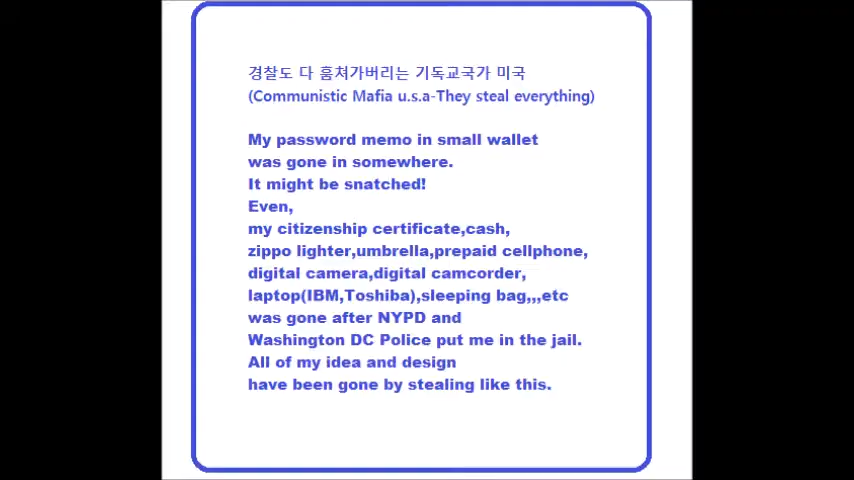 경찰도 다 훔쳐가버리는 기독교국가 미국
(Communistic Mafia u.s.a-They steal everything)
My password memo in small wallet
was gone in somewhere.
It might be snatched!
Even,
my citizenship certificate,cash,
zippo lighter,umbrella,prepaid cellphone,
digital camera,digital camcorder,
laptop(IBM,Toshiba),sleeping bag,,,etc
was gone after NYPD and
Washington DC Police put me in the jail.
All of my idea and design
have been gone by stealing like this.